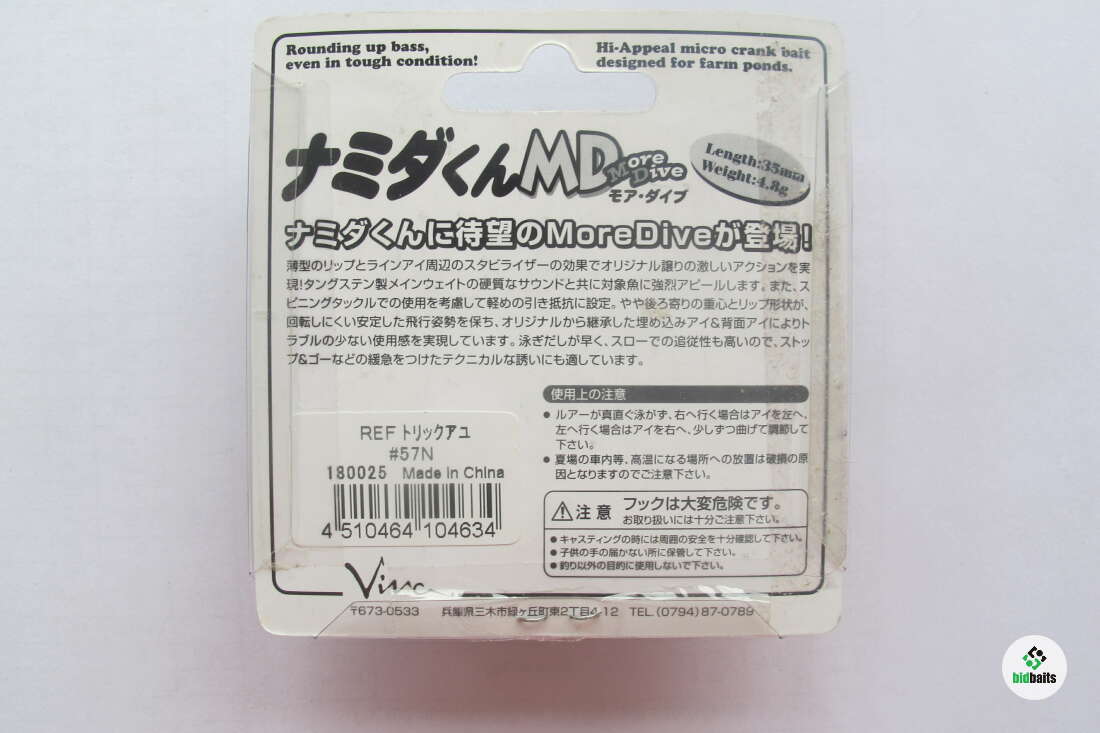 Rounding up bass,
even in tough condition!
Hi-Appeal micro crank bait
designed for farm ponds.
ナミダくんMD
More
Dive
モア・ダイブ
Length:35mm
Weight:4.8g
ナミダくんに待望のMoreDiveが登場!
薄型のリップとラインアイ周辺のスタビライザーの効果でオリジナル譲りの激しいアクションを実
現!タングステン製メインウェイトの硬質なサウンドと共に対象魚に強烈アピールします。また、ス
ピニングタックルでの使用を考慮して軽めの引き抵抗に設定。やや後ろ寄りの重心とリップ形状が、
回転しにくい安定した飛行姿勢を保ち、オリジナルから継承した埋め込みアイ&背面アイによりト
ラブルの少ない使用感を実現しています。泳ぎだしが早く、スローでの追従性も高いので、ストップ
&ゴーなどの緩急をつけたテクニカルな誘いにも適しています。
使用上の注意
● ルアーが真直ぐ泳がず、右へ行く場合はアイを左へ、
左へ行く場合はアイを右へ、少しずつ曲げて調節して
下さい。
● 夏場の車内等、高温になる場所への放置は破損の原
因となりますのでご注意下さい。
REF トリックアユ
#57N
180025 Made in China
4 510464 104634
注意 フックは大変危険です。
お取り扱いには十分ご注意下さい。
● キャスティングの時には周囲の安全を十分確認して下さい。
● 子供の手の届かない所に保管して下さい。
● 釣り以外の目的に使用しないで下さい。
〒673-0533 兵庫県三木市緑ヶ丘町東2丁目4-12 TEL.(0794)87-0789
bidbaits